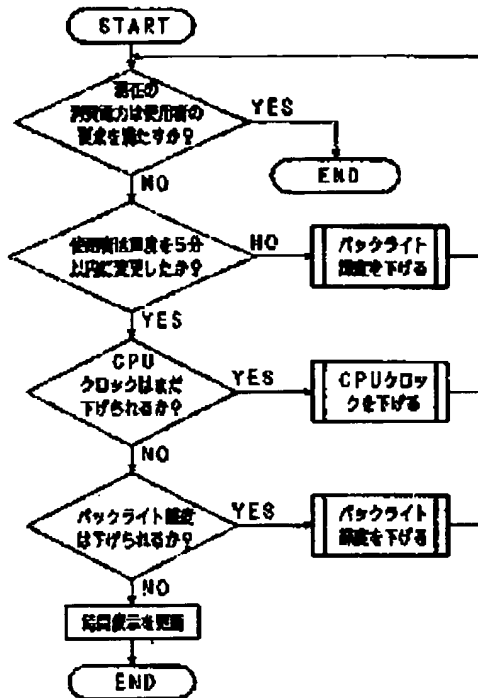 START
現在の
消費電力は使用者の
要求を満たすか?
YES
END
NO
使用者は輝度を5分
以内に変更したか?
NO
バックライト
輝度を下げる
YES
CPU
クロックはまだ
下げられるか?
YES
CPUクロッ
クを下げる
NO
バックライト輝度
は下げられるか?
YES
バックライト
輝度を下げる
NO
表示を更新
END